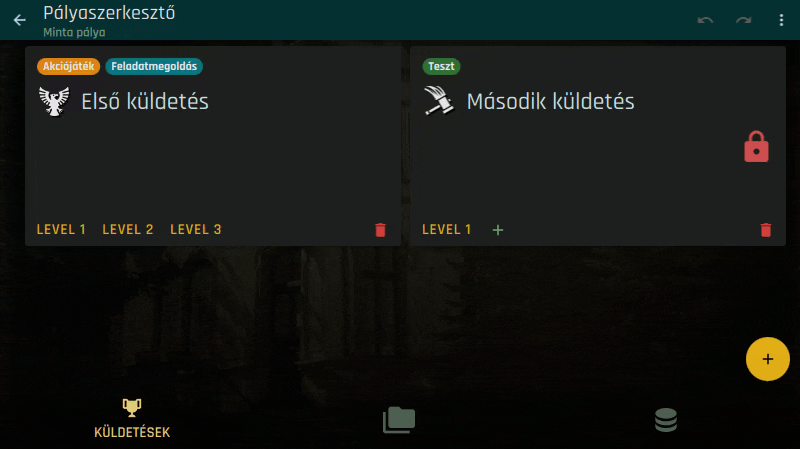 Pályaszerkesztő
Minta pálya
Akciójáték Feladatmegoldás
Első küldetés
LEVEL 1 LEVEL 2 LEVEL 3
Teszt
Második küldetés
LEVEL 1 +
KÜLDETÉSEK